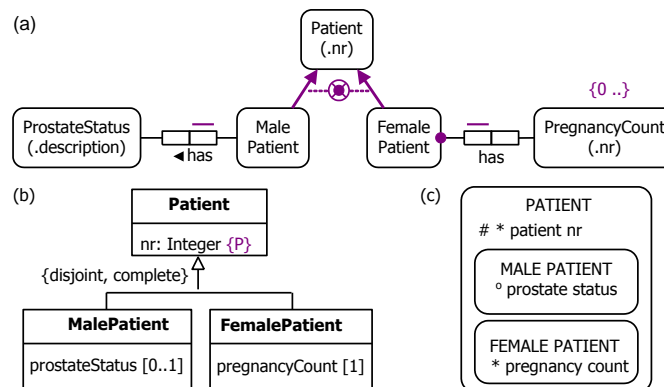 (a)
Patient
(.nr)
{0 ..}
ProstateStatus
(.description)
◄ has
Male
Patient
Female
Patient
has
PregnancyCount
(.nr)
(b)
Patient
nr: Integer {P}
{disjoint, complete}
MalePatient
prostateStatus [0..1]
FemalePatient
pregnancyCount [1]
(c)
PATIENT
# * patient nr
MALE PATIENT
o prostate status
FEMALE PATIENT
* pregnancy count